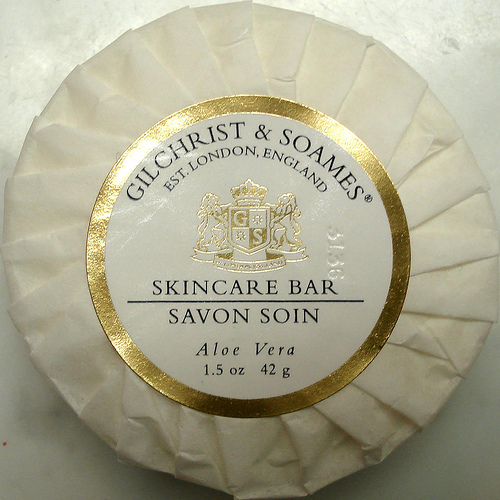 GILCHRIST & SOAMES®
EST. LONDON, ENGLAND
G
S
SKINCARE BAR
SAVON SOIN
Aloe Vera
1.5 oz 42 g